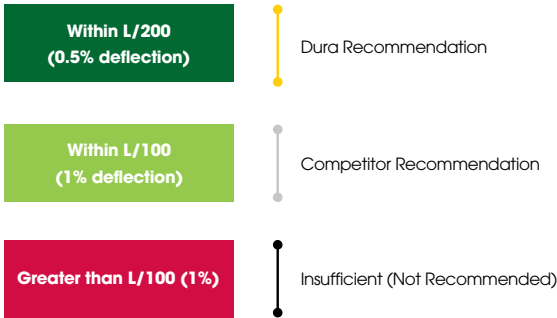 Within L/200
(0.5% deflection)
Dura Recommendation
Within L/100
(1% deflection)
Competitor Recommendation
Greater than L/100 (1%)
Insufficient (Not Recommended)